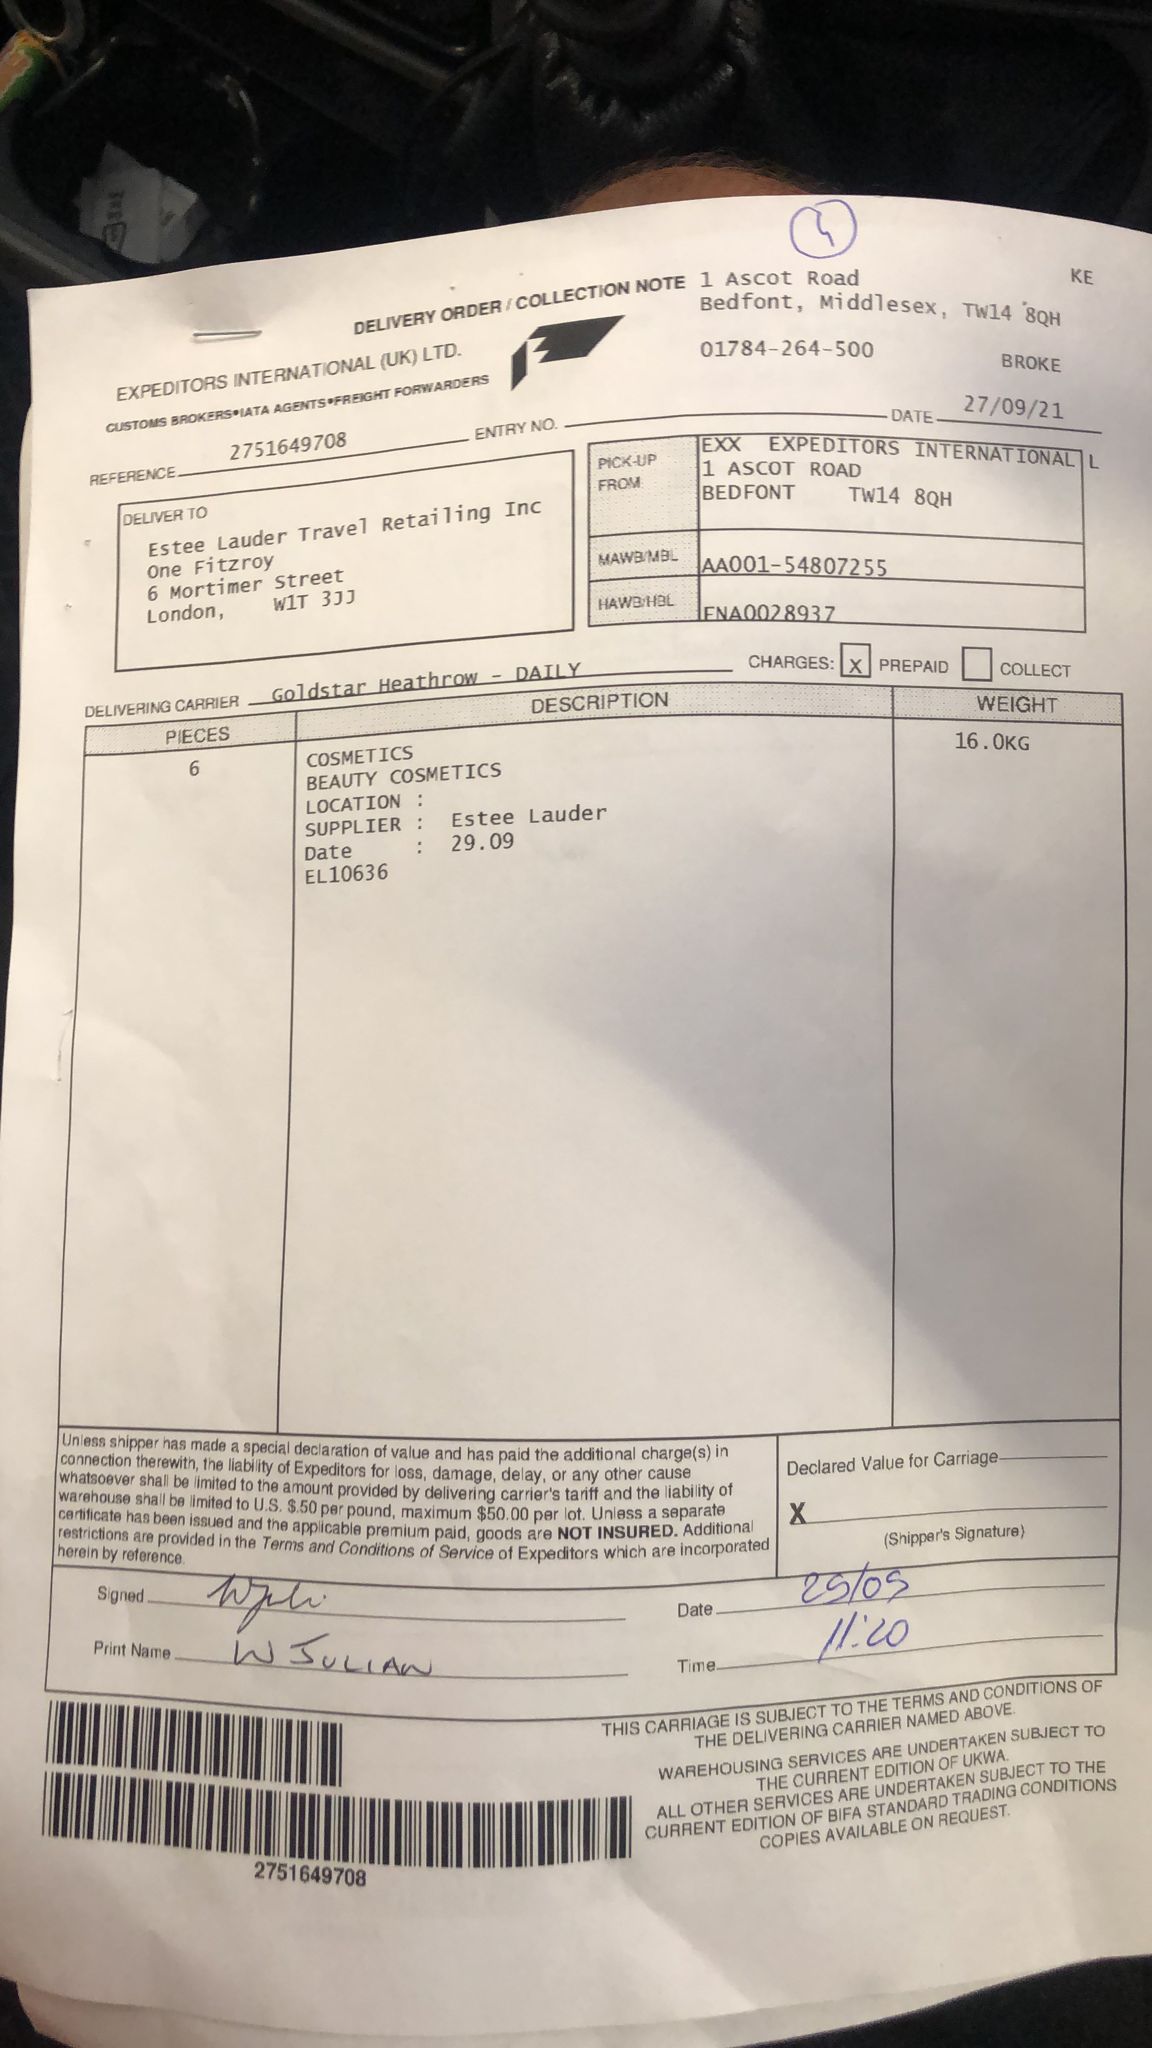 DELIVERY ORDER / COLLECTION NOTE
1 Ascot Road
KE
Bedfont, Middlesex, TW14 8QH
EXPEDITORS INTERNATIONAL (UK) LTD.
01784-264-500
BROKE
CUSTOMS BROKERS•IATA AGENTS•FREIGHT FORWARDERS
REFERENCE 2751649708 ENTRY NO. DATE 27/09/21
DELIVER TO
Estee Lauder Travel Retailing Inc
One Fitzroy
6 Mortimer Street
London, W1T 3JJ
PICK-UP FROM
EXX EXPEDITORS INTERNATIONAL L
1 ASCOT ROAD
BEDFONT TW14 8QH
MAWB/MBL AA001-54807255
HAWB/HBL ENA0028937
DELIVERING CARRIER Goldstar Heathrow - DAILY
CHARGES: X PREPAID COLLECT
PIECES DESCRIPTION WEIGHT
6 COSMETICS 16.0KG
BEAUTY COSMETICS
LOCATION :
SUPPLIER : Estee Lauder
Date : 29.09
EL10636
Unless shipper has made a special declaration of value and has paid the additional charge(s) in
connection therewith, the liability of Expeditors for loss, damage, delay, or any other cause
whatsoever shall be limited to the amount provided by delivering carrier's tariff and the liability of
warehouse shall be limited to U.S. $.50 per pound, maximum $50.00 per lot. Unless a separate
certificate has been issued and the applicable premium paid, goods are NOT INSURED. Additional
restrictions are provided in the Terms and Conditions of Service of Expeditors which are incorporated
herein by reference.
Declared Value for Carriage
X
(Shipper's Signature)
Signed
Date 29/09
Print Name W JULIAN
Time 11:20
THIS CARRIAGE IS SUBJECT TO THE TERMS AND CONDITIONS OF
THE DELIVERING CARRIER NAMED ABOVE.
WAREHOUSING SERVICES ARE UNDERTAKEN SUBJECT TO
THE CURRENT EDITION OF UKWA.
ALL OTHER SERVICES ARE UNDERTAKEN SUBJECT TO THE
CURRENT EDITION OF BIFA STANDARD TRADING CONDITIONS
COPIES AVAILABLE ON REQUEST.
2751649708